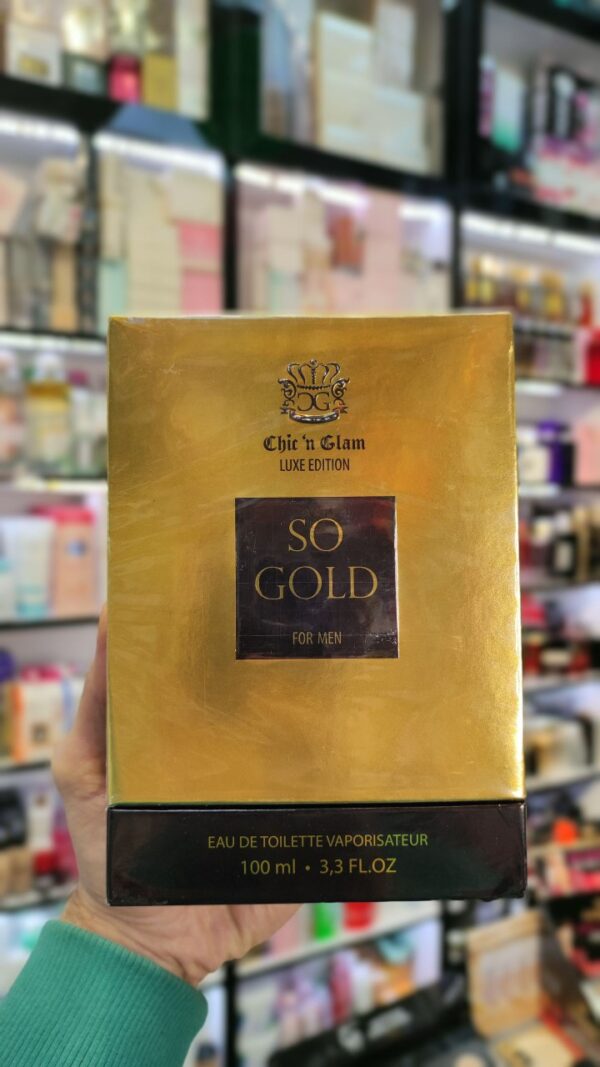 CG
Chic 'n Glam
LUXE EDITION
SO
GOLD
FOR MEN
EAU DE TOILETTE VAPORISATEUR
100 ml • 3,3 FL.OZ